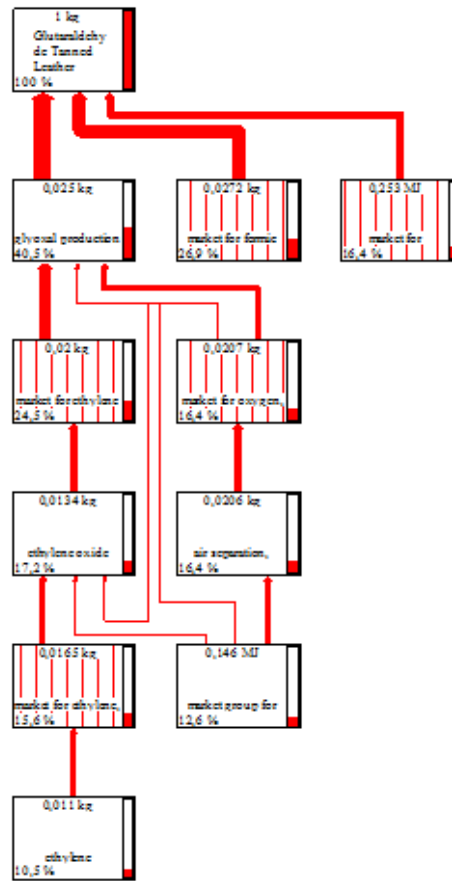 1 kg
Glutaraldehy
de Tanned
Leather
100 %
0,025 kg
glyoxal production
40,5 %
0,0272 kg
market for formic
26,9 %
0,253 MJ
market for
16,4 %
0,02 kg
market for ethylene
24,5 %
0,0207 kg
market for oxygen,
16,4 %
0,0134 kg
ethylene oxide
17,2 %
0,0206 kg
air separation,
16,4 %
0,0165 kg
market for ethylene,
15,6 %
0,146 MJ
market group for
12,6 %
0,011 kg
ethylene
10,5 %